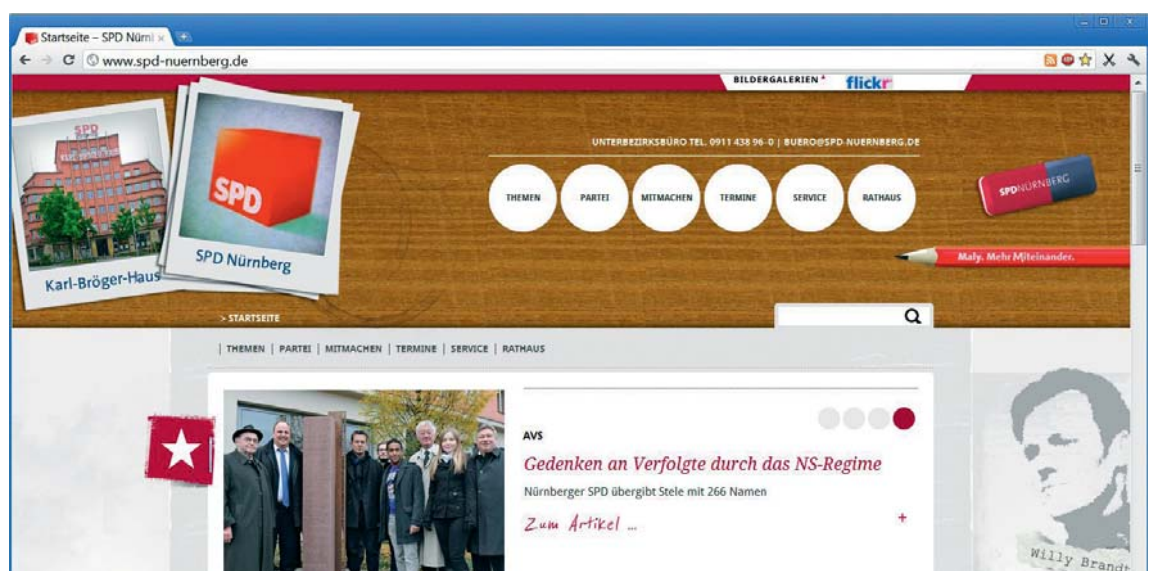 Startseite – SPD Nürni
www.spd-nuernberg.de
BILDERGALERIEN
flickr
SPD
SPD
UNTERBEZIRKSBÜRO TEL. 0911 438 96-0 | BUERO@SPD-NUERNBERG.DE
THEMEN PARTEI MITMACHEN TERMINE SERVICE RATHAUS
SPDNÜRNBERG
SPD Nürnberg
Karl-Bröger-Haus
Maly. Mehr Miteinander.
> STARTSEITE
| THEMEN | PARTEI | MITMACHEN | TERMINE | SERVICE | RATHAUS
AVS
Gedenken an Verfolgte durch das NS-Regime
Nürnberger SPD übergibt Stele mit 266 Namen
Zum Artikel ... +
Willy Brandt